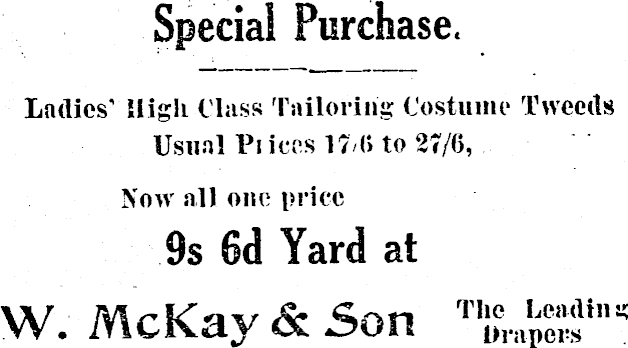 Special Purchase.
Ladies' High Class Tailoring Costume Tweeds
Usual Prices 17/6 to 27/6,
Now all one price
9s 6d Yard at
W. McKay & Son The Leading Drapers